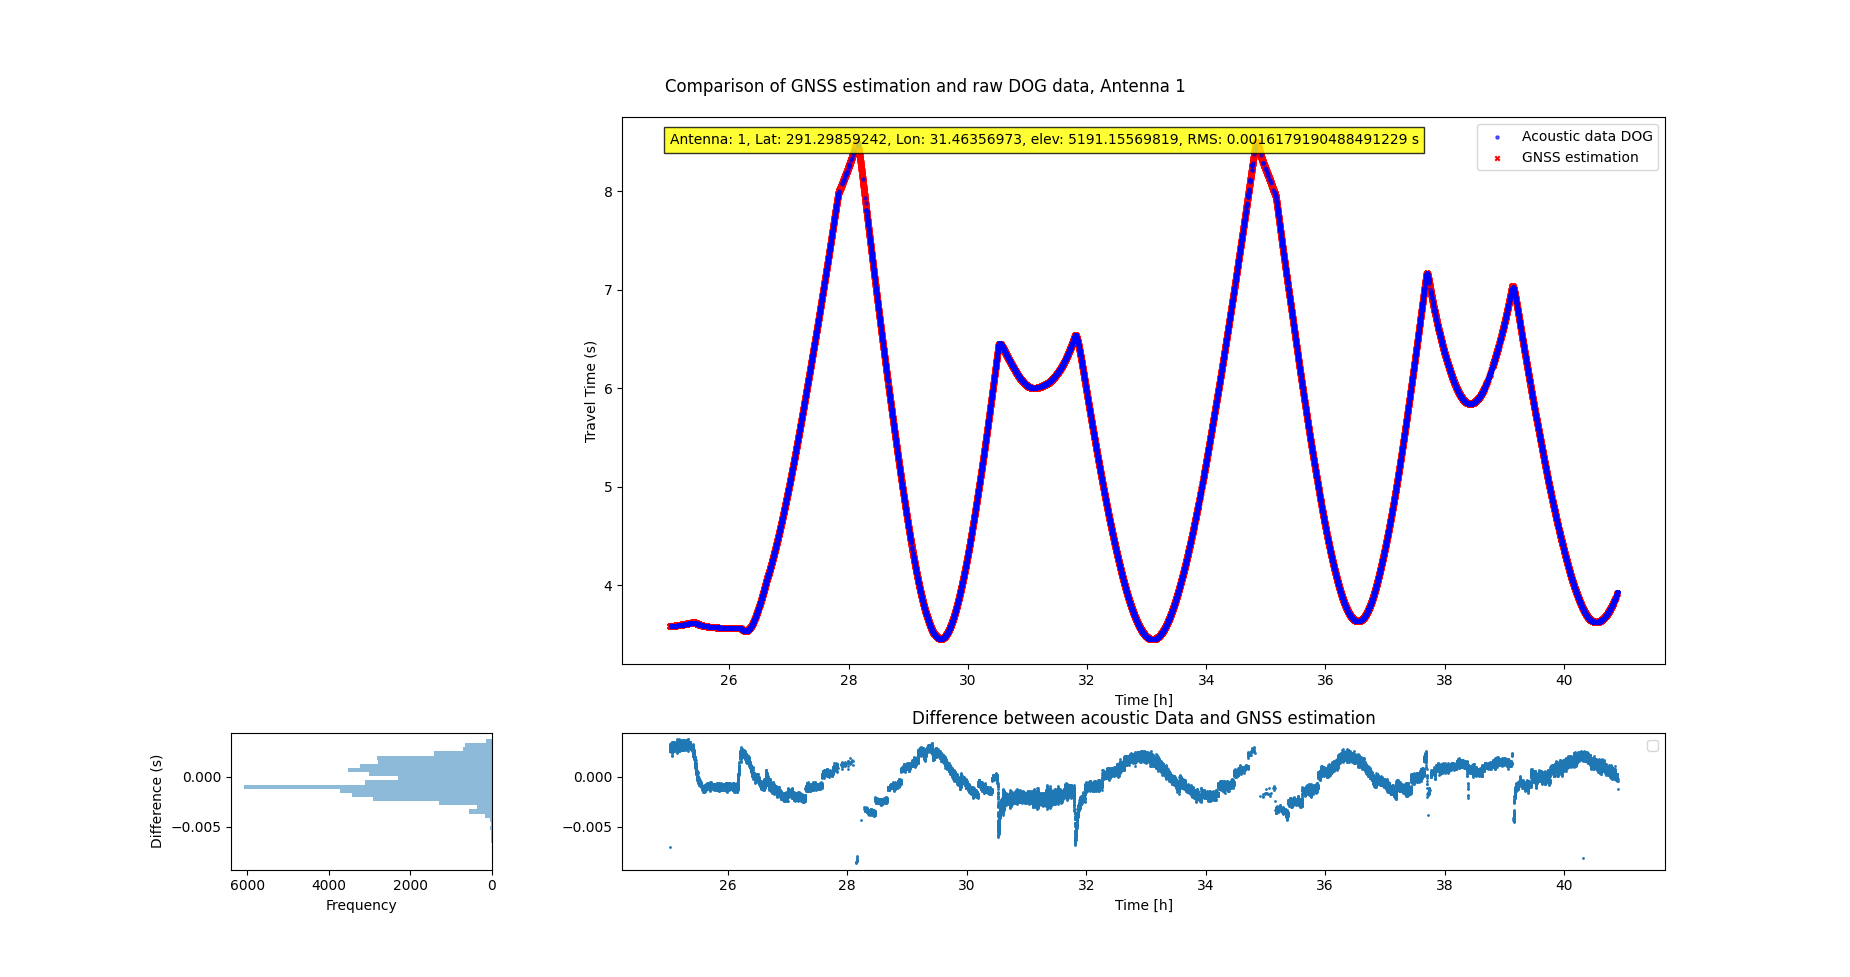 Comparison of GNSS estimation and raw DOG data, Antenna 1
Antenna: 1, Lat: 291.29859242, Lon: 31.46356973, elev: 5191.15569819, RMS: 0.0016179190488491229 s
Acoustic data DOG
GNSS estimation
8
7
6
5
4
Travel Time (s)
26 28 30 32 34 36 38 40
Time [h]
Difference between acoustic Data and GNSS estimation
Difference (s)
0.000
−0.005
6000 4000 2000 0
Frequency
0.000
−0.005
26 28 30 32 34 36 38 40
Time [h]